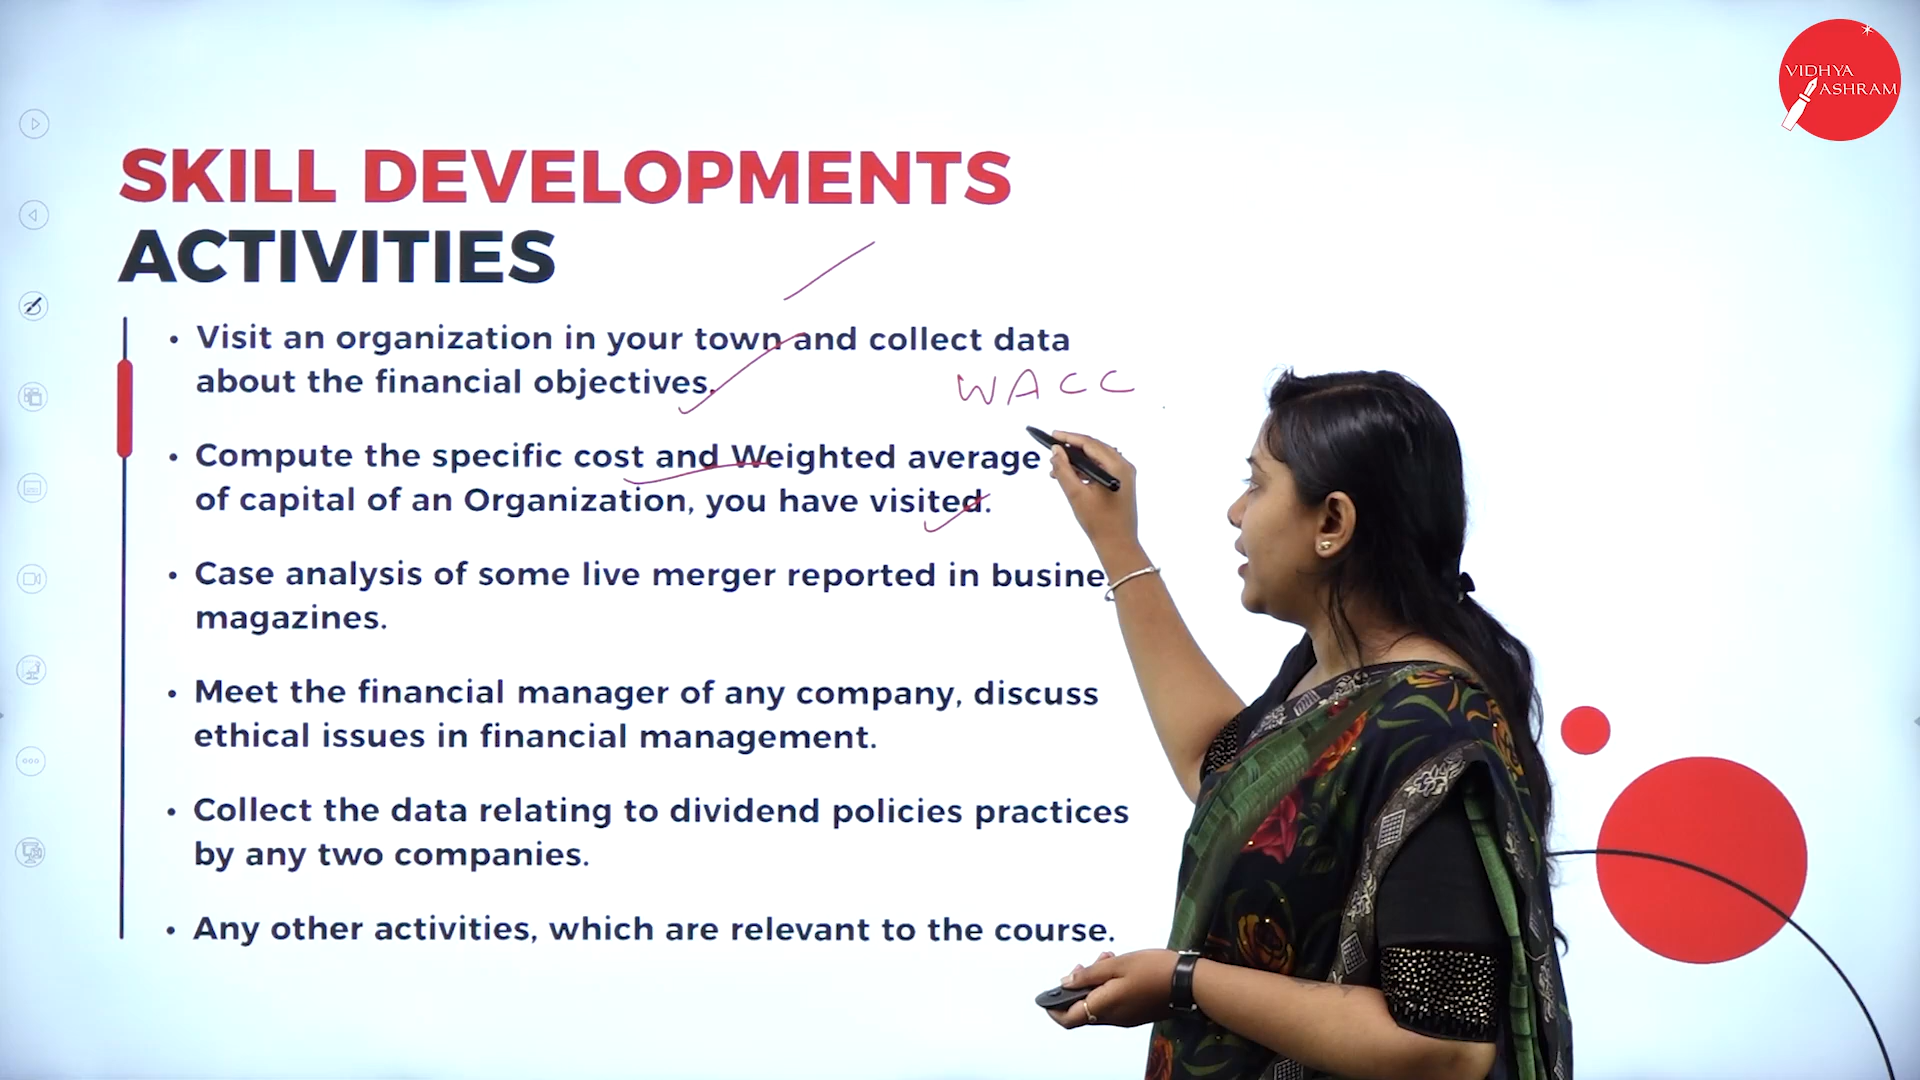 VIDHYA
ASHRAM
SKILL DEVELOPMENTS
ACTIVITIES
• Visit an organization in your town and collect data
about the financial objectives.
WACC
• Compute the specific cost and Weighted average
of capital of an Organization, you have visited.
• Case analysis of some live merger reported in
magazines.
• Meet the financial manager of any company, discuss
ethical issues in financial management.
• Collect the data relating to dividend policies practices
by any two companies.
• Any other activities, which are relevant to the course.